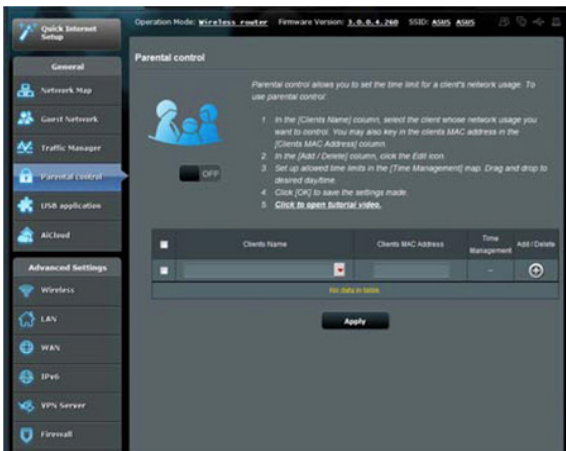 Quick Internet
Setup
Operation Mode: Wireless router Firmware Version: 3.0.0.4.260 SSID: ASUS ASUS
General
Network Map
Guest Network
Traffic Manager
Parental control
USB application
AiCloud
Advanced Settings
Wireless
LAN
WAN
IPv6
VPN Server
Firewall
Parental control
Parental control allows you to set the time limit for a client's network usage. To
use parental control:
1. In the [Clients Name] column, select the client whose network usage you
want to control. You may also key in the clients MAC address in the
[Clients MAC Address] column.
2. In the [Add / Delete] column, click the Edit icon.
3. Set up allowed time limits in the [Time Management] map. Drag and drop to
desired day/time.
4. Click [OK] to save the settings made.
5. Click to open tutorial video.
OFF
Clients Name Clients MAC Address Time Management Add / Delete
--
No data in table.
Apply